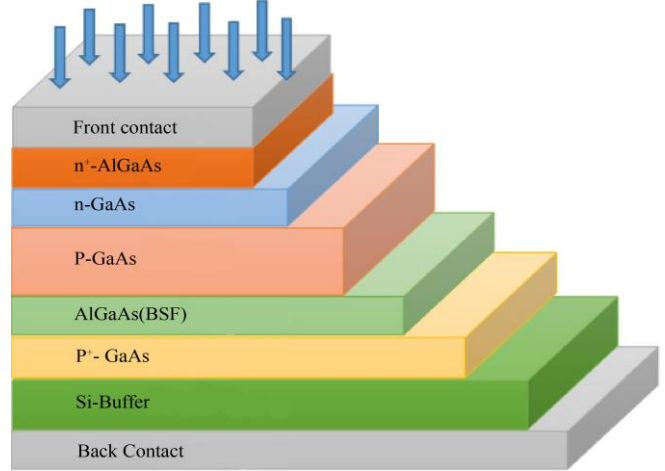 Front contact
n⁺-AlGaAs
n-GaAs
P-GaAs
AlGaAs(BSF)
P⁺- GaAs
Si-Buffer
Back Contact